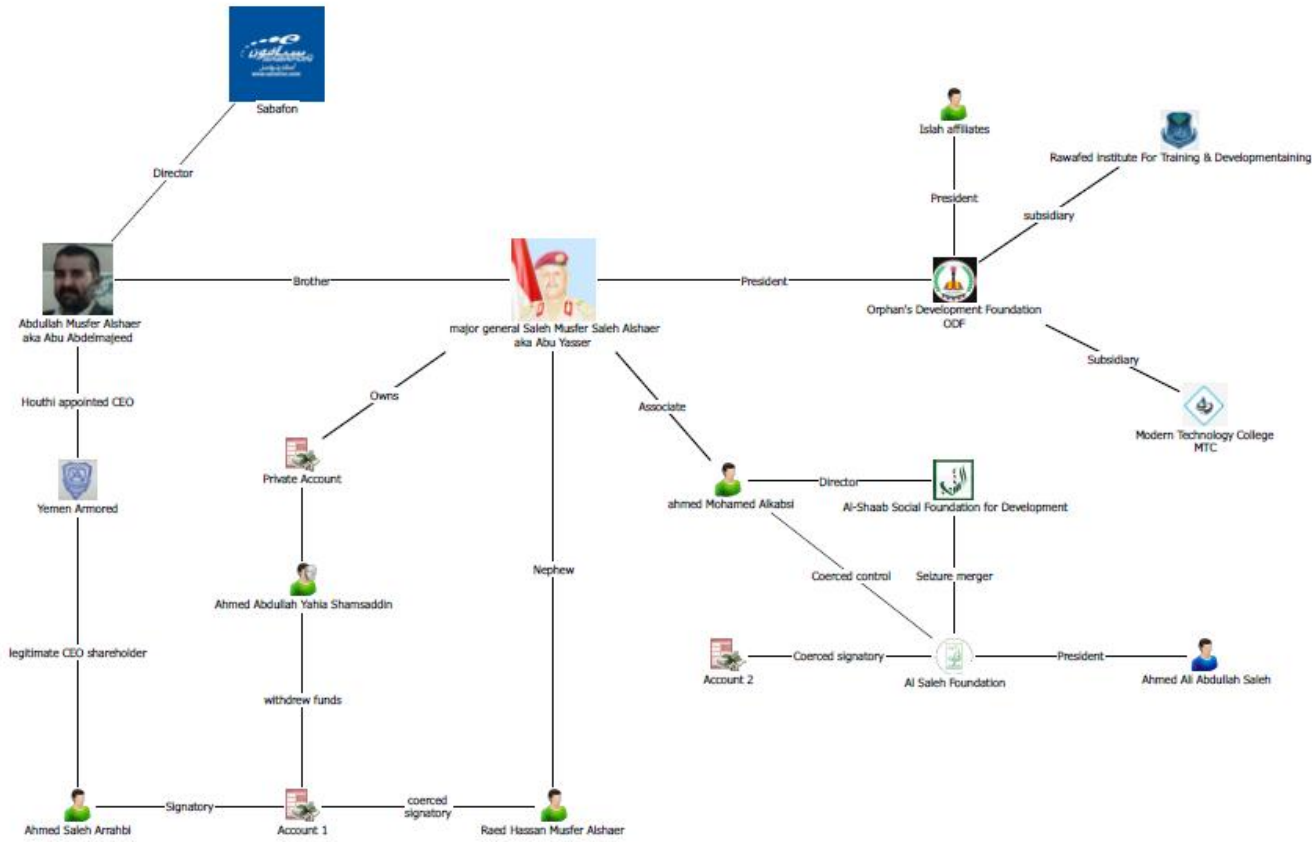 سبأفون
www.sabafon.com
Sabafon
Director
Islah affiliates
Rawafed Institute For Training & Developmentaining
President
subsidiary
Brother
President
Abdullah Musfer Alshaer
aka Abu Abdelmajeed
major general Saleh Musfer Saleh Alshaer
aka Abu Yasser
Orphan's Development Foundation
ODF
Subsidiary
Houthi appointed CEO
Owns
Associate
Modern Technology College
MTC
Private Account
Yemen Armored
ahmed Mohamed Alkabsi
Director
Al-Shaab Social Foundation for Development
Nephew
Coerced control
Seizure merger
Ahmed Abdullah Yahia Shamsaddin
legitimate CEO shareholder
Account 2
Coerced signatory
Al Saleh Foundation
President
Ahmed Ali Abdullah Saleh
withdrew funds
Ahmed Saleh Arrahbi
Signatory
Account 1
coerced
signatory
Raed Hassan Musfer Alshaer